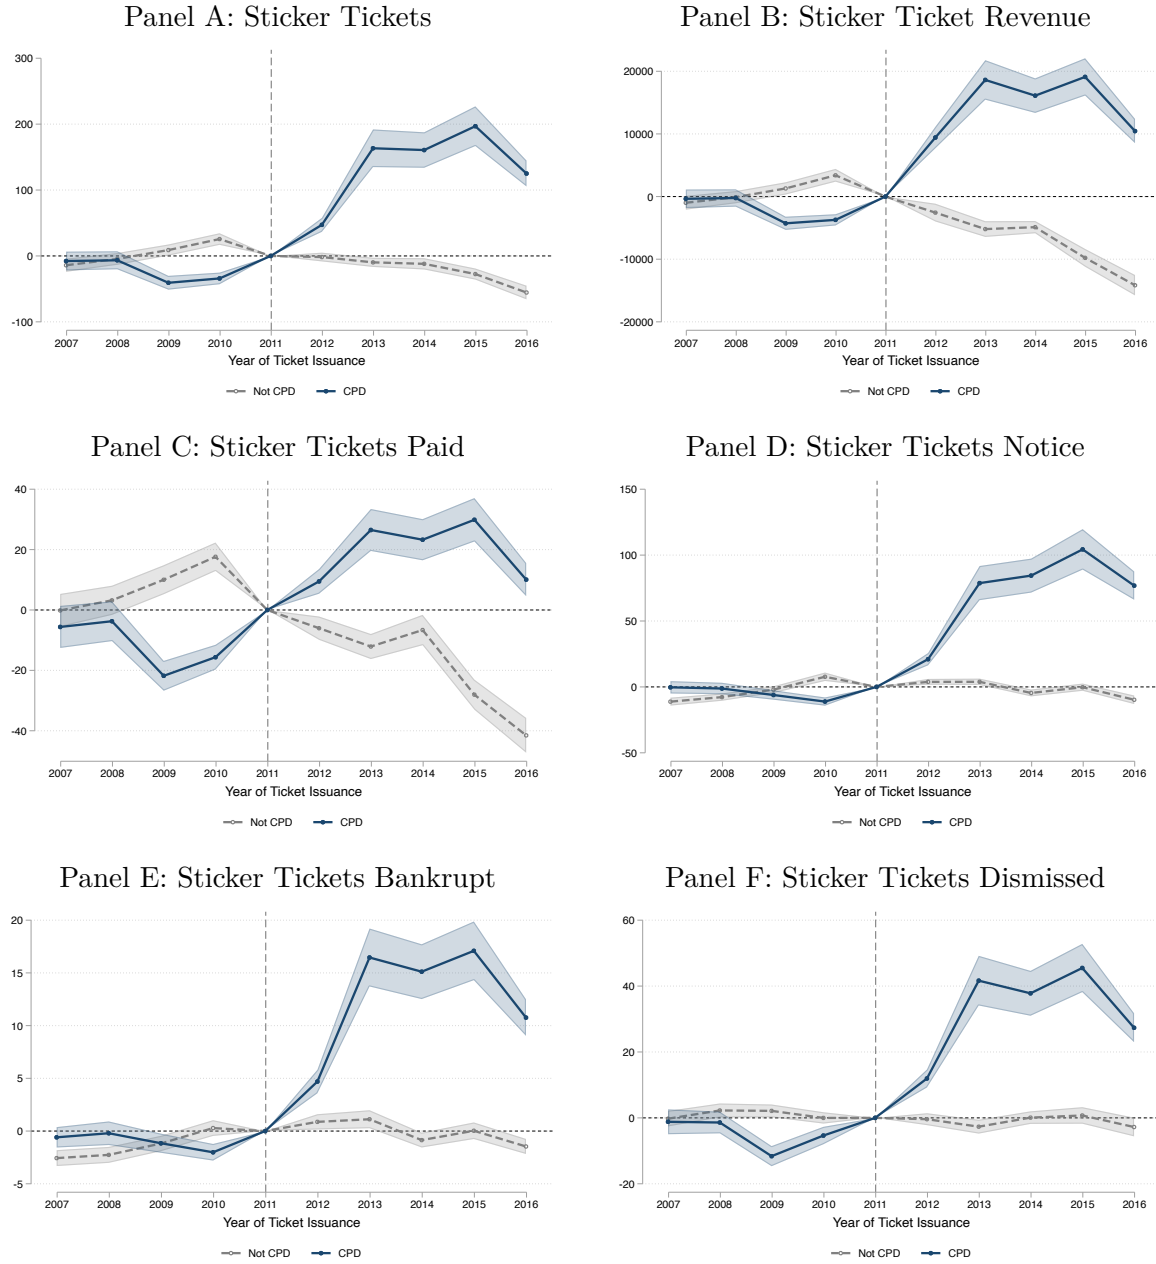 Panel A: Sticker Tickets
300
200
100
0
-100
2007 2008 2009 2010 2011 2012 2013 2014 2015 2016
Year of Ticket Issuance
Not CPD CPD
Panel B: Sticker Ticket Revenue
20000
10000
0
-10000
-20000
2007 2008 2009 2010 2011 2012 2013 2014 2015 2016
Year of Ticket Issuance
Not CPD CPD
Panel C: Sticker Tickets Paid
40
20
0
-20
-40
2007 2008 2009 2010 2011 2012 2013 2014 2015 2016
Year of Ticket Issuance
Not CPD CPD
Panel D: Sticker Tickets Notice
150
100
50
0
-50
2007 2008 2009 2010 2011 2012 2013 2014 2015 2016
Year of Ticket Issuance
Not CPD CPD
Panel E: Sticker Tickets Bankrupt
20
15
10
5
0
-5
2007 2008 2009 2010 2011 2012 2013 2014 2015 2016
Year of Ticket Issuance
Not CPD CPD
Panel F: Sticker Tickets Dismissed
60
40
20
0
-20
2007 2008 2009 2010 2011 2012 2013 2014 2015 2016
Year of Ticket Issuance
Not CPD CPD